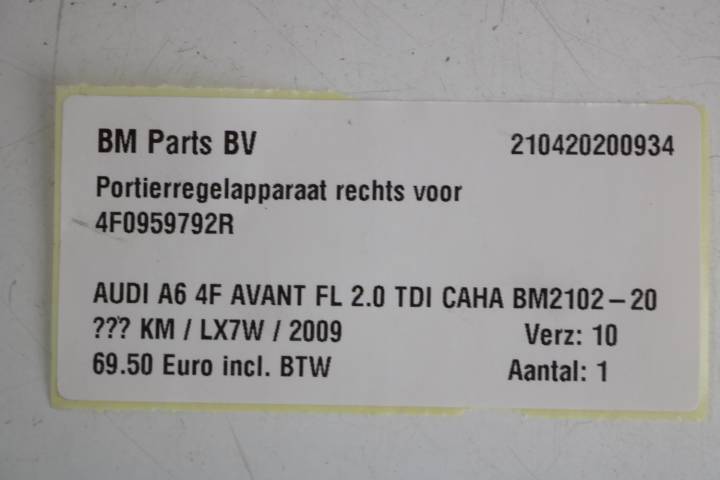 BM Parts BV 210420200934
Portierregelapparaat rechts voor
4F0959792R
AUDI A6 4F AVANT FL 2.0 TDI CAHA BM2102-20
??? KM / LX7W / 2009 Verz: 10
69.50 Euro incl. BTW Aantal: 1